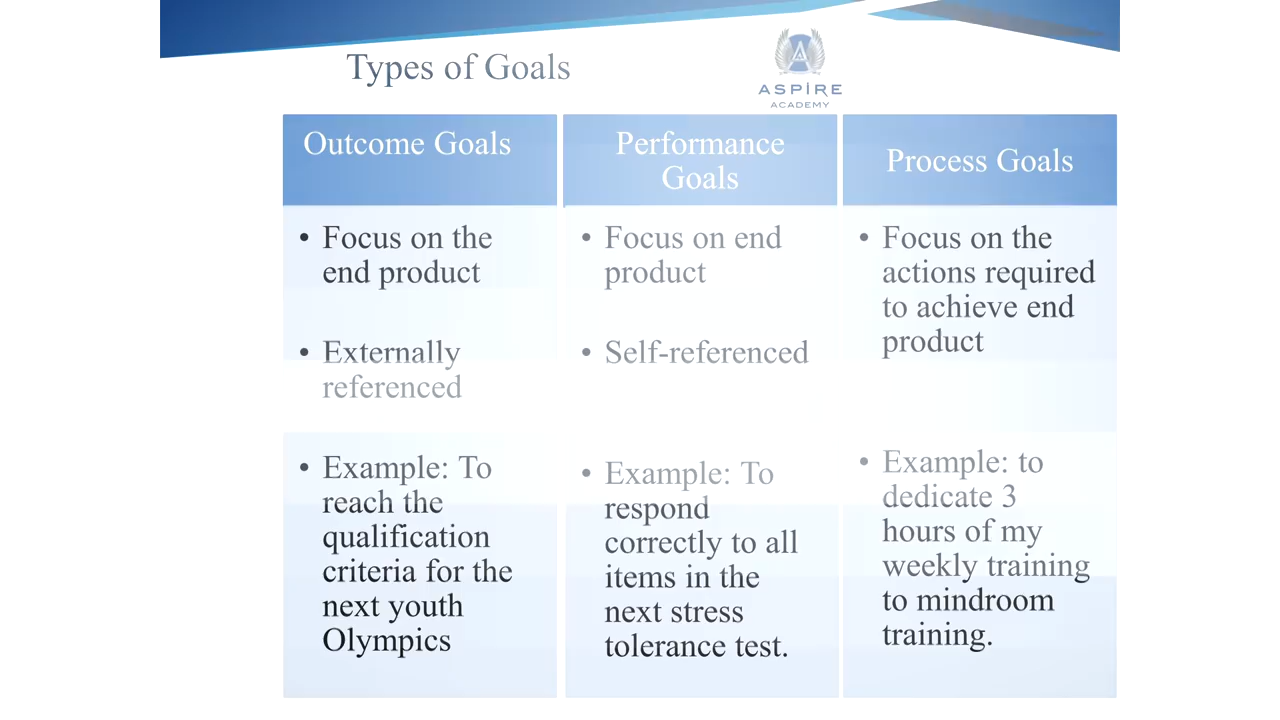 Types of Goals
ASPIRE
ACADEMY
Outcome Goals
Performance
Goals
Process Goals
• Focus on the
end product
• Externally
referenced
• Example: To
reach the
qualification
criteria for the
next youth
Olympics
• Focus on end
product
• Self-referenced
• Example: To
respond
correctly to all
items in the
next stress
tolerance test.
• Focus on the
actions required
to achieve end
product
• Example: to
dedicate 3
hours of my
weekly training
to mindroom
training.